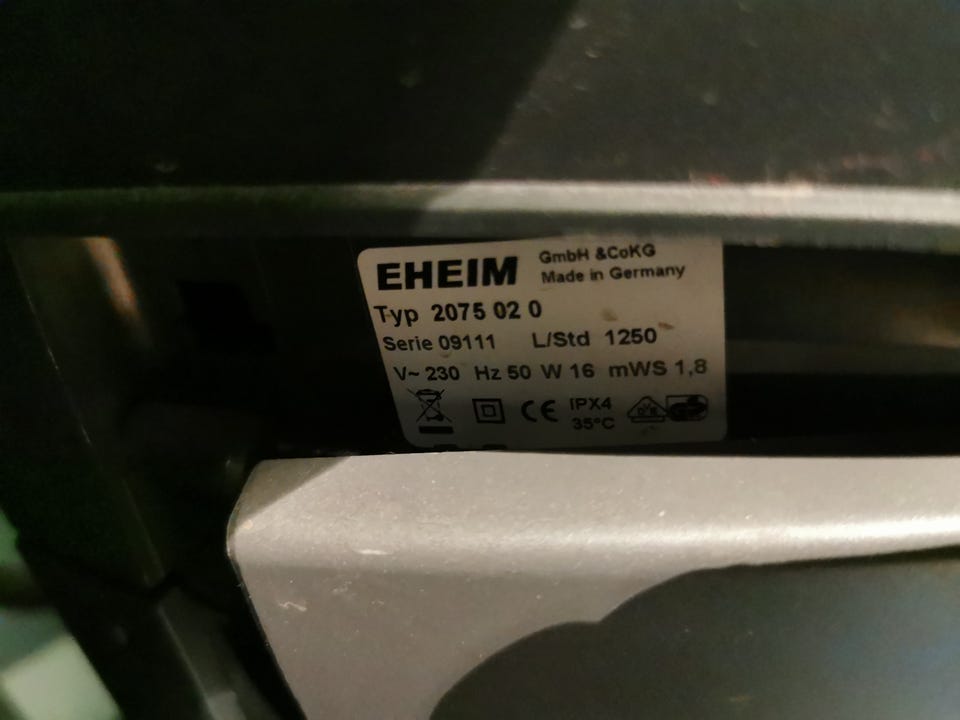 EHEIM GmbH &CoKG
Made in Germany
Typ 2075 02 0
Serie 09111 L/Std 1250
V~ 230 Hz 50 W 16 mWS 1,8
CE IPX4
35°C